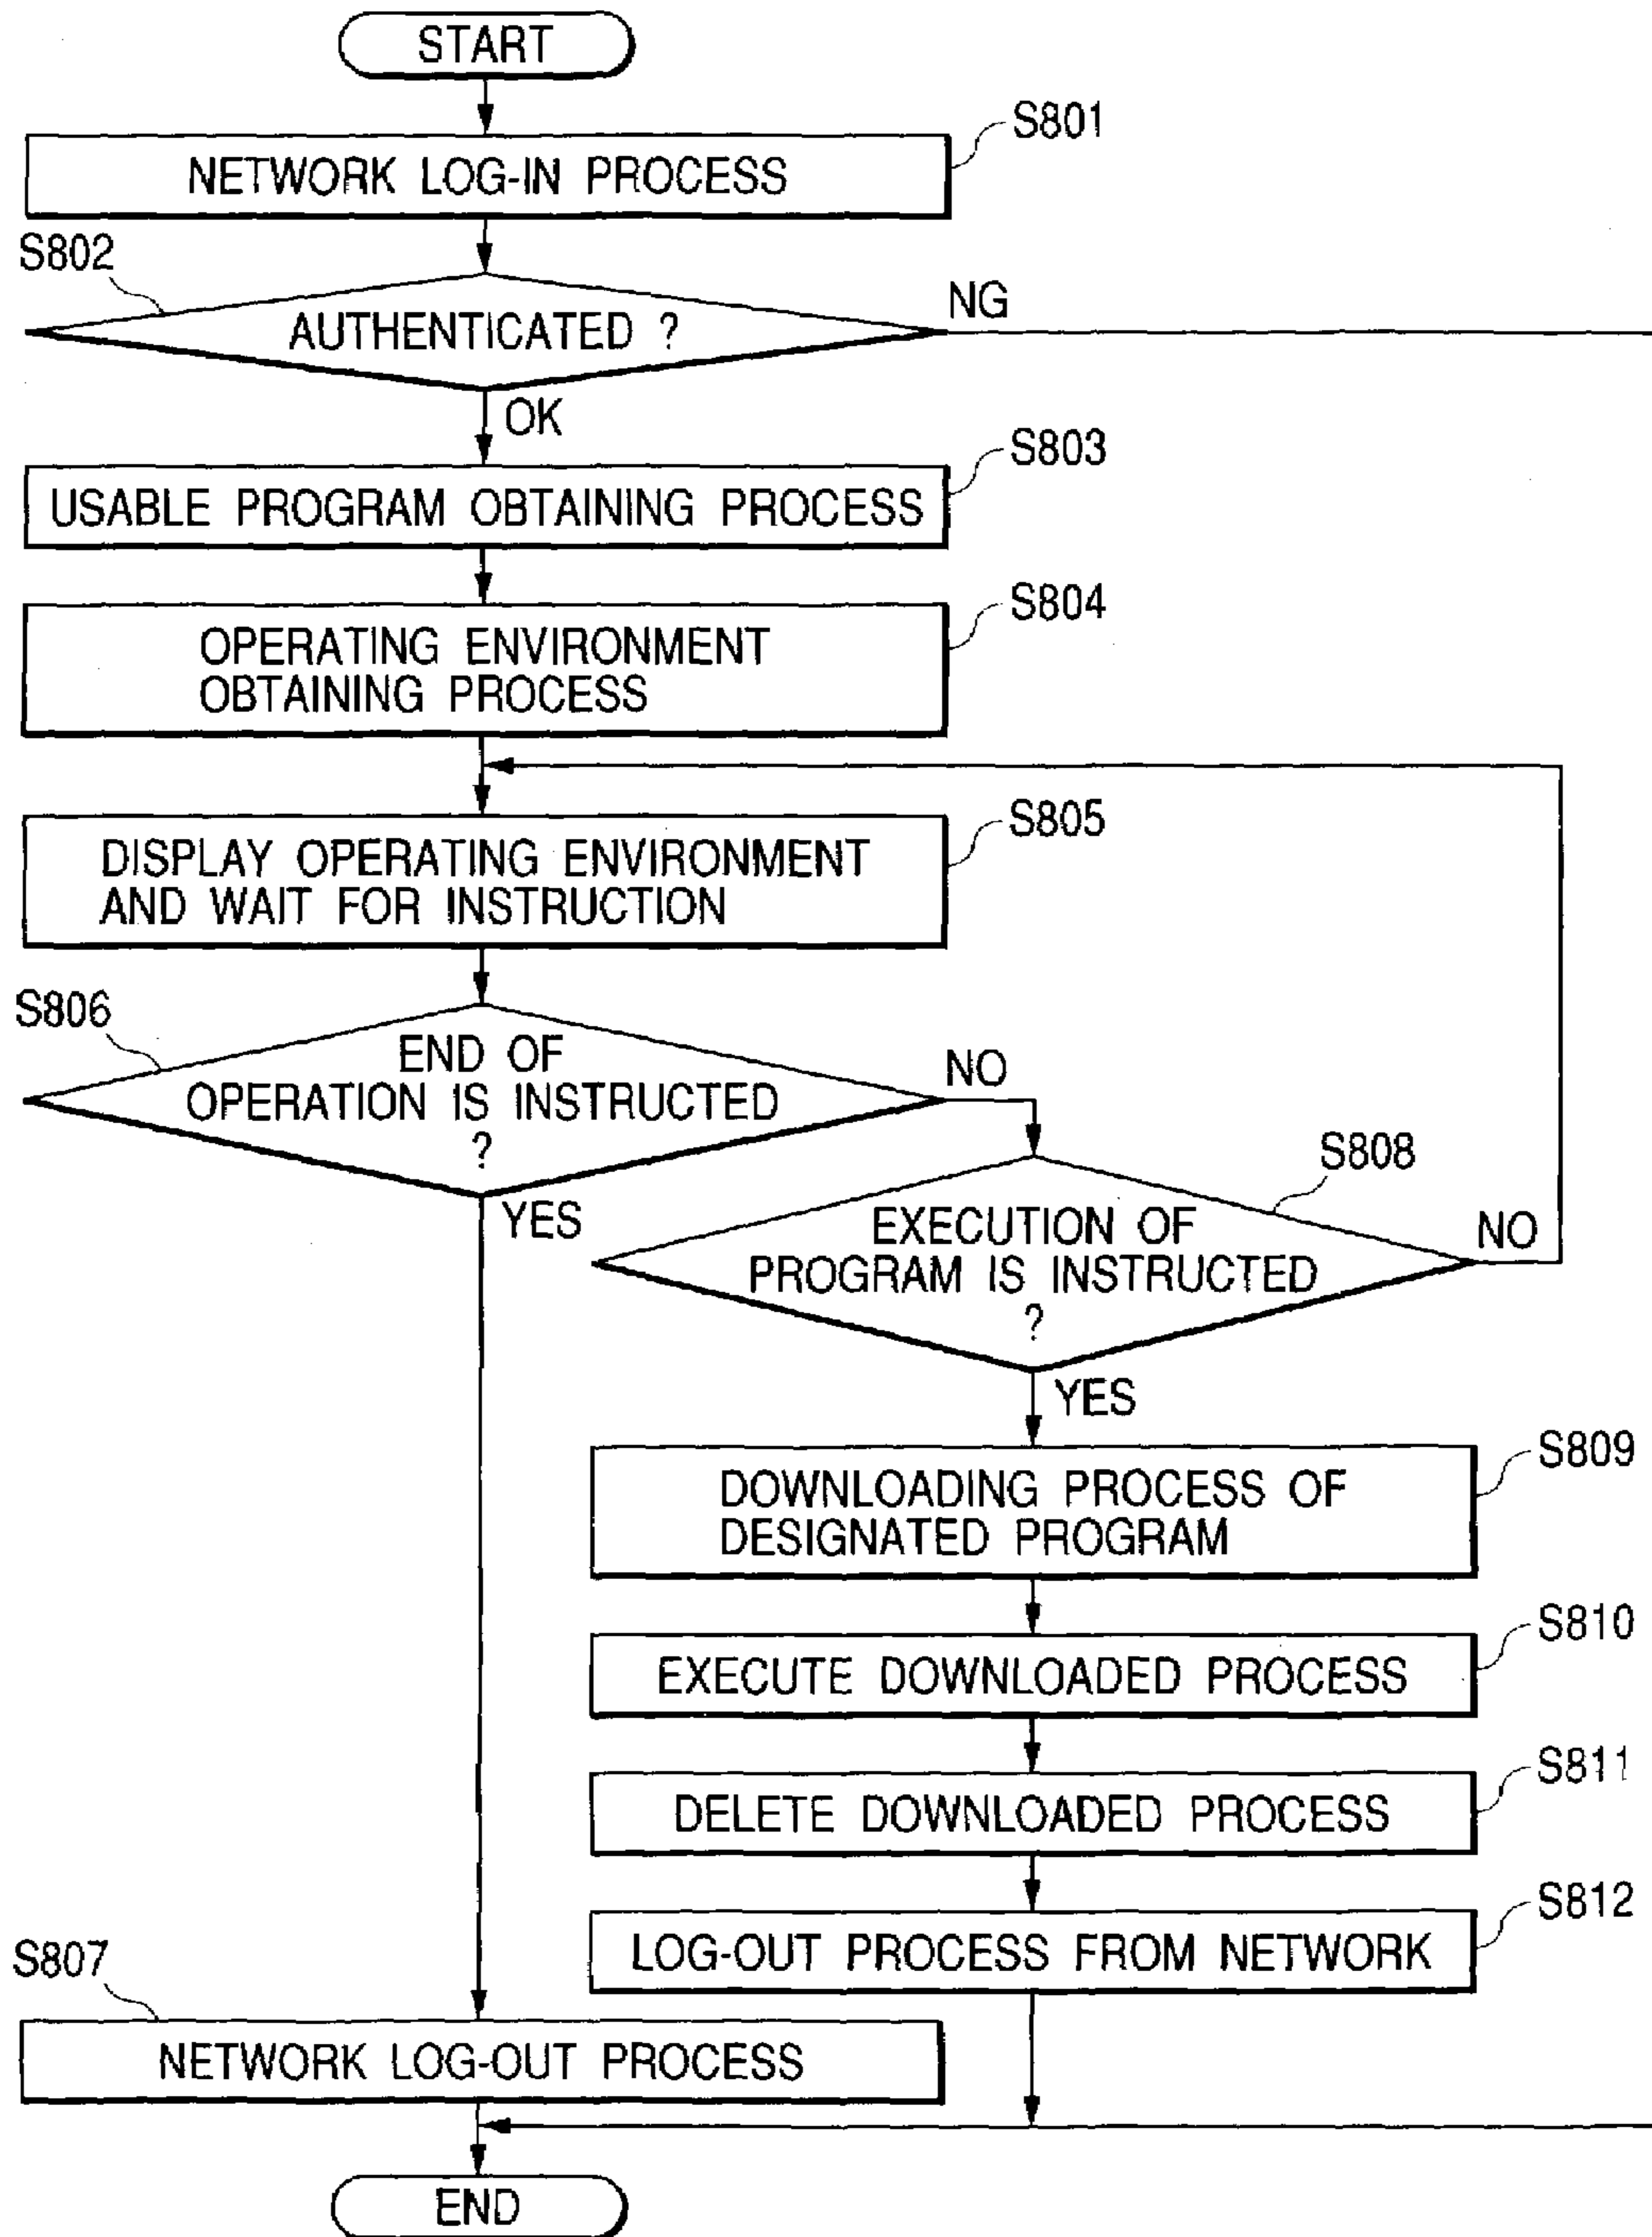 START
S801
NETWORK LOG-IN PROCESS
S802
AUTHENTICATED ?
NG
OK
S803
USABLE PROGRAM OBTAINING PROCESS
S804
OPERATING ENVIRONMENT
OBTAINING PROCESS
S805
DISPLAY OPERATING ENVIRONMENT
AND WAIT FOR INSTRUCTION
S806
END OF
OPERATION IS INSTRUCTED
?
NO
YES
S808
EXECUTION OF
PROGRAM IS INSTRUCTED
?
NO
YES
S809
DOWNLOADING PROCESS OF
DESIGNATED PROGRAM
S810
EXECUTE DOWNLOADED PROCESS
S811
DELETE DOWNLOADED PROCESS
S812
LOG-OUT PROCESS FROM NETWORK
S807
NETWORK LOG-OUT PROCESS
END